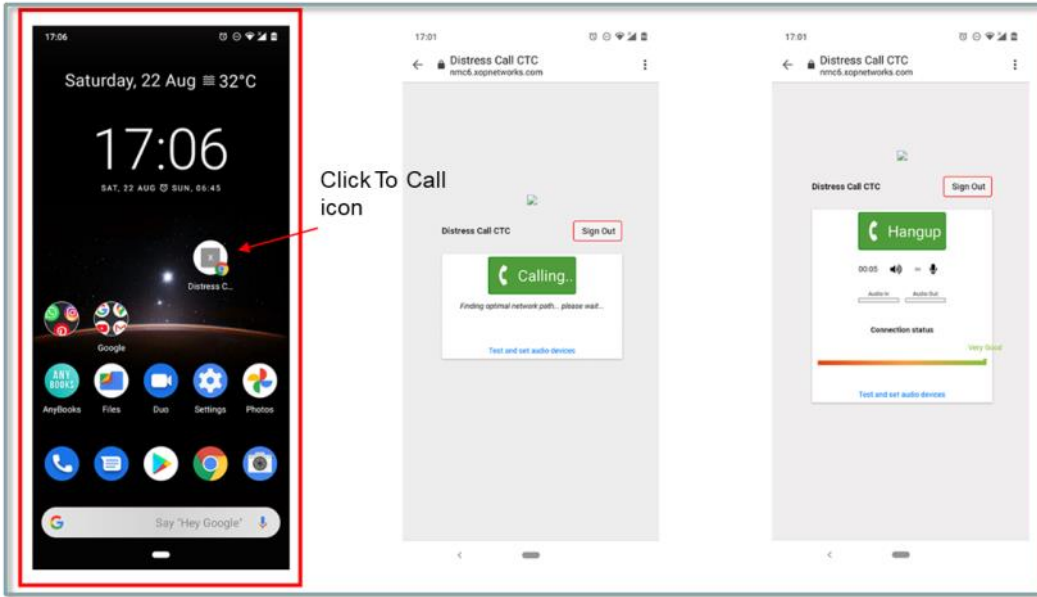 17:06
Saturday, 22 Aug 32°C
17:06
SAT, 22 AUG SUN, 06:45
X
Distress C...
Google
ANY BOOKS
AnyBooks Files Duo Settings Photos
G Say "Hey Google"
Click To Call
icon
17:01
Distress Call CTC
nmc6.xopnetworks.com
Distress Call CTC Sign Out
Calling..
Finding optimal network path... please wait...
Test and set audio devices
17:01
Distress Call CTC
nmc6.xopnetworks.com
Distress Call CTC Sign Out
Hangup
00:05
Audio In Audio Out
Connection status
Very Good
Test and set audio devices